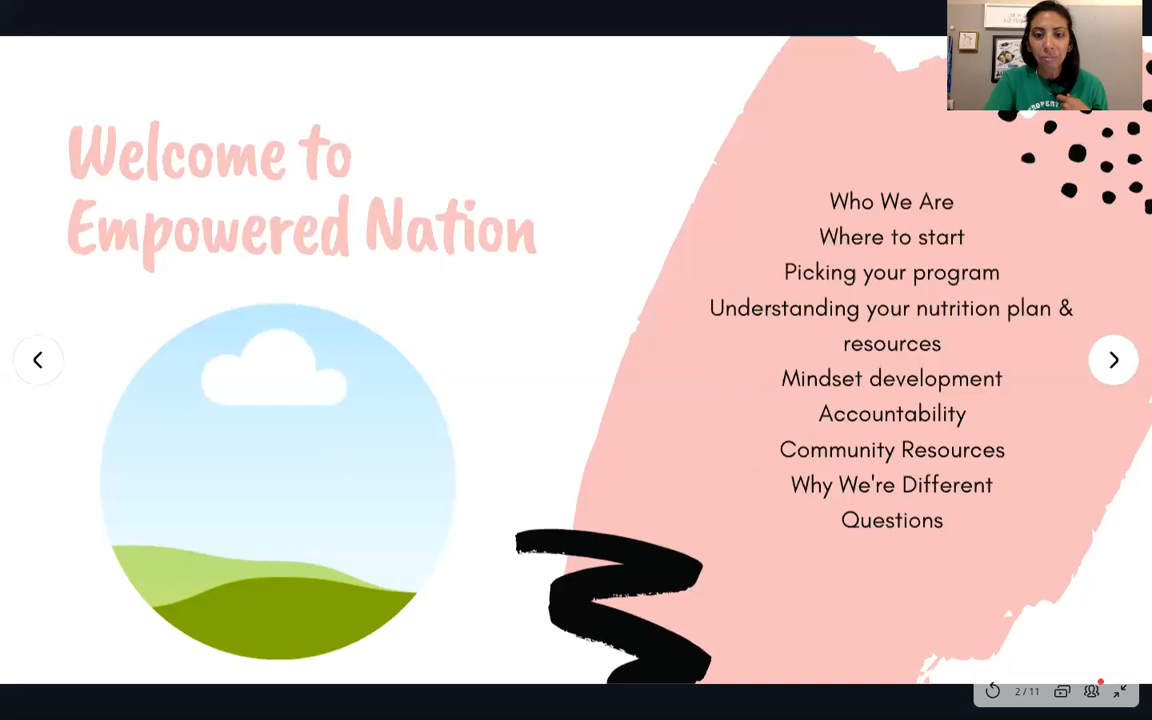 Welcome to
Empowered Nation
Who We Are
Where to start
Picking your program
Understanding your nutrition plan &
resources
Mindset development
Accountability
Community Resources
Why We're Different
Questions
2 / 11